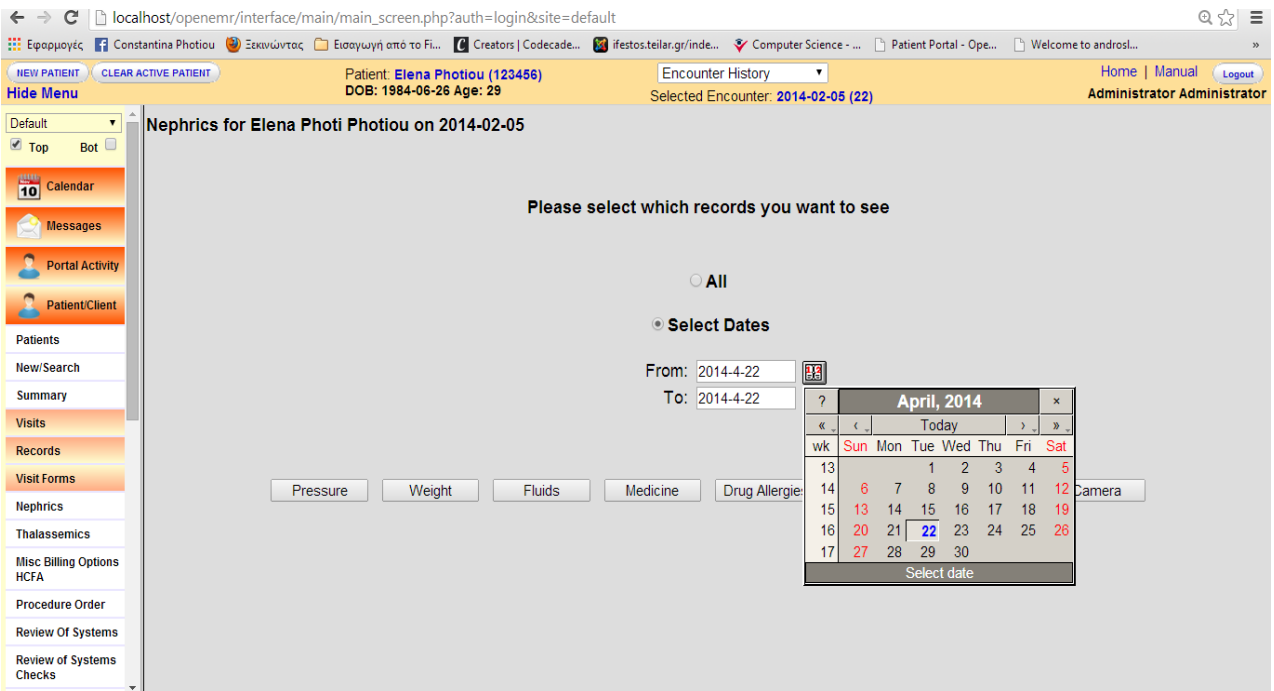 localhost/openemr/interface/main/main_screen.php?auth=login&site=default
Εφαρμογές Constantina Photiou Ξεκινώντας Εισαγωγή από το Fi... Creators | Codecade... ifestos.teilar.gr/inde... Computer Science - ... Patient Portal - Ope... Welcome to androsl... »
NEW PATIENT CLEAR ACTIVE PATIENT Patient: Elena Photiou (123456) Encounter History Home | Manual Logout
Hide Menu DOB: 1984-06-26 Age: 29 Selected Encounter: 2014-02-05 (22) Administrator Administrator
Default
Top Bot
Calendar
Messages
Portal Activity
Patient/Client
Patients
New/Search
Summary
Visits
Records
Visit Forms
Nephrics
Thalassemics
Misc Billing Options
HCFA
Procedure Order
Review Of Systems
Review of Systems
Checks
Nephrics for Elena Photi Photiou on 2014-02-05
Please select which records you want to see
All
Select Dates
From: 2014-4-22
To: 2014-4-22
? April, 2014 ×
« ‹ Today › »
wk Sun Mon Tue Wed Thu Fri Sat
13 1 2 3 4 5
14 6 7 8 9 10 11 12
15 13 14 15 16 17 18 19
16 20 21 22 23 24 25 26
17 27 28 29 30
Select date
Pressure Weight Fluids Medicine Drug Allergies Camera